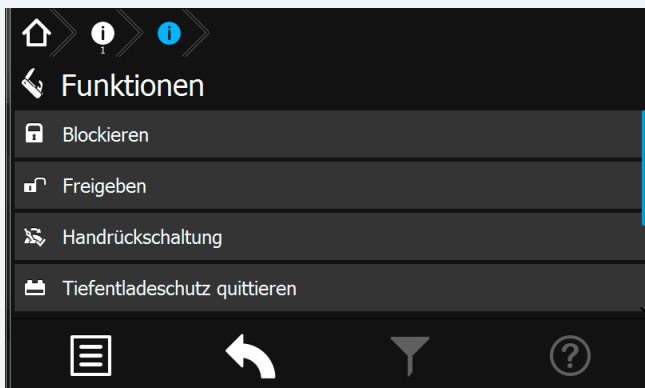 i
1
i
Funktionen
Blockieren
Freigeben
Handrückschaltung
Tiefentladeschutz quittieren
?